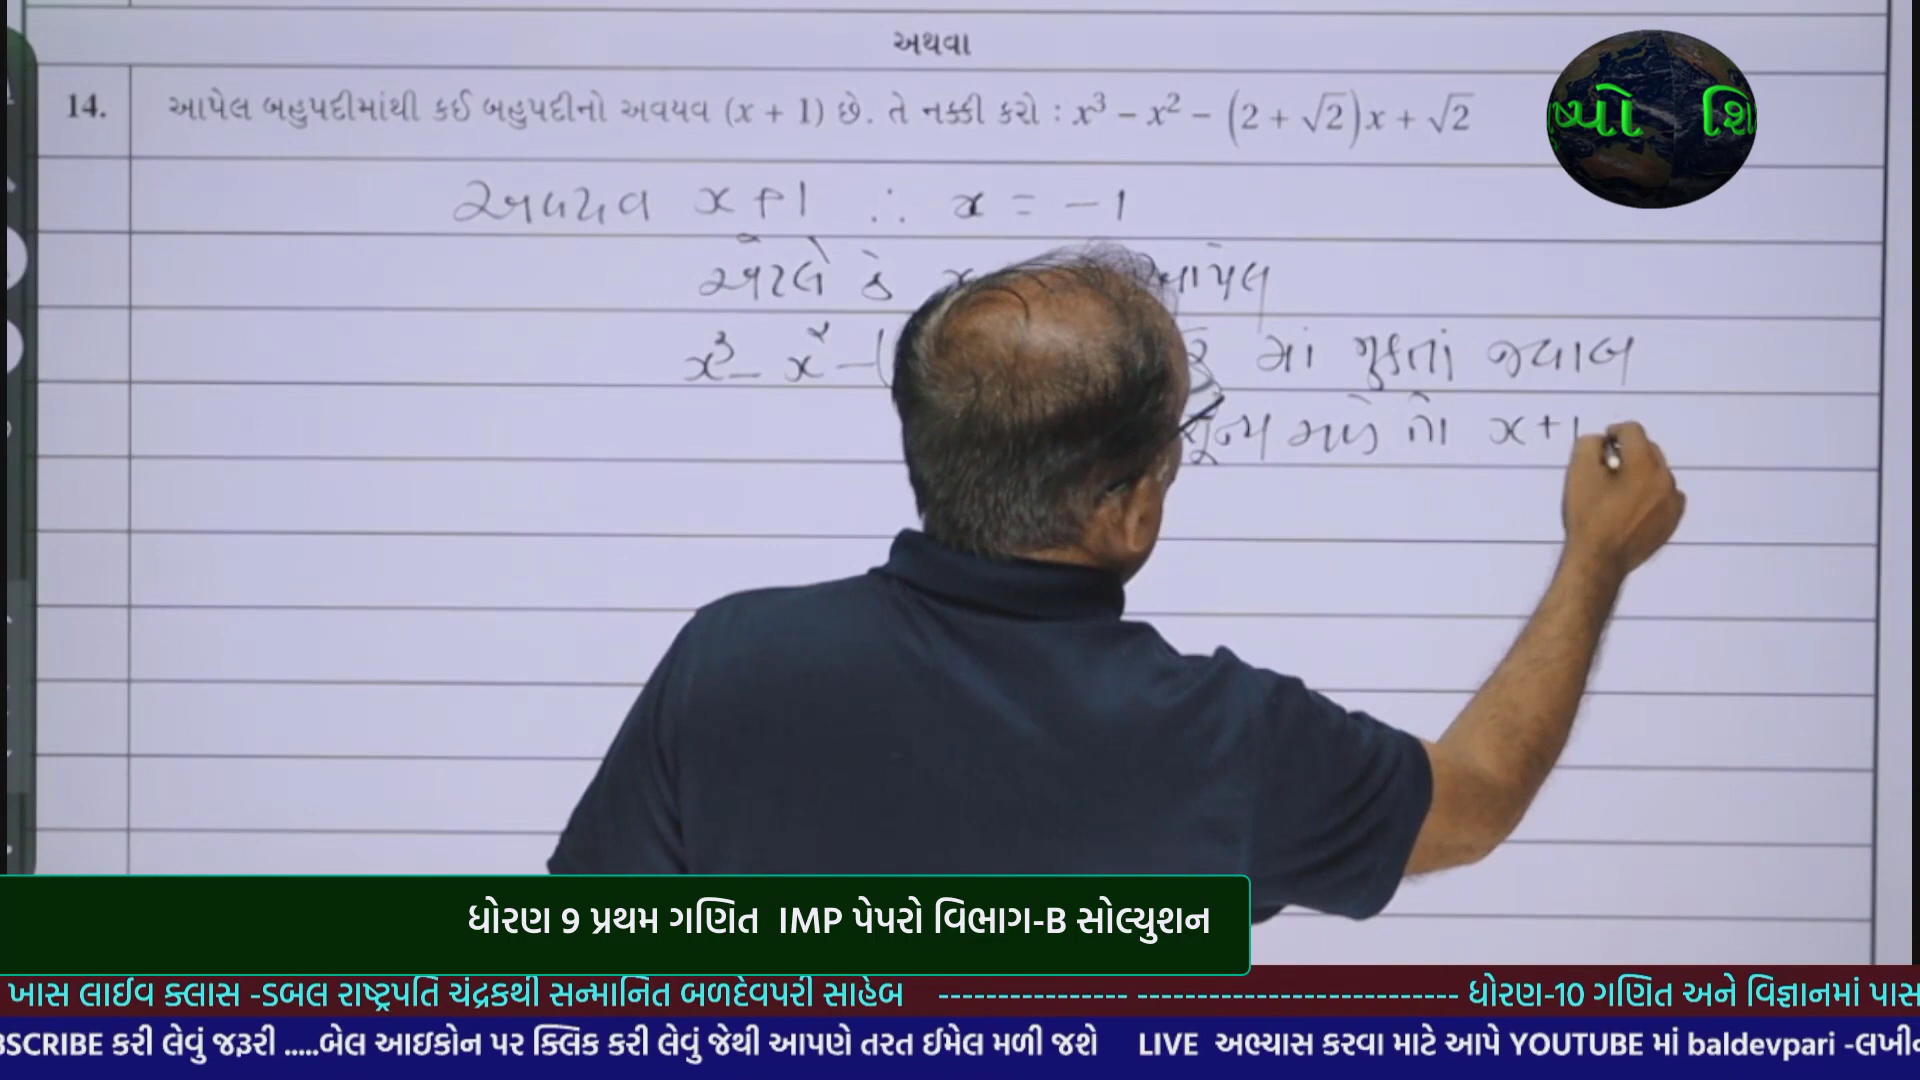 અથવા
14. આપેલ બહુપદીમાંથી કઈ બહુપદીનો અવયવ (x + 1) છે. તે નક્કી કરો : x³ – x² – (2 + √2)x + √2
ષ્પો શિ
અવયવ x+1 ∴ x = –1
એટલે કે x આપેલ
x³ – x² –( માં મુકતાં જવાબ
શૂન્ય મળે તો x+1
ધોરણ 9 પ્રથમ ગણિત IMP પેપરો વિભાગ-B સોલ્યુશન
ખાસ લાઈવ ક્લાસ -ડબલ રાષ્ટ્રપતિ ચંદ્રકથી સન્માનિત બળદેવપરી સાહેબ ---------------- --------------------------- ધોરણ-10 ગણિત અને વિજ્ઞાનમાં પાસ
BSCRIBE કરી લેવું જરૂરી .....બેલ આઇકોન પર ક્લિક કરી લેવું જેથી આપણે તરત ઈમેલ મળી જશે LIVE અભ્યાસ કરવા માટે આપે YOUTUBE માં baldevpari -લખીન